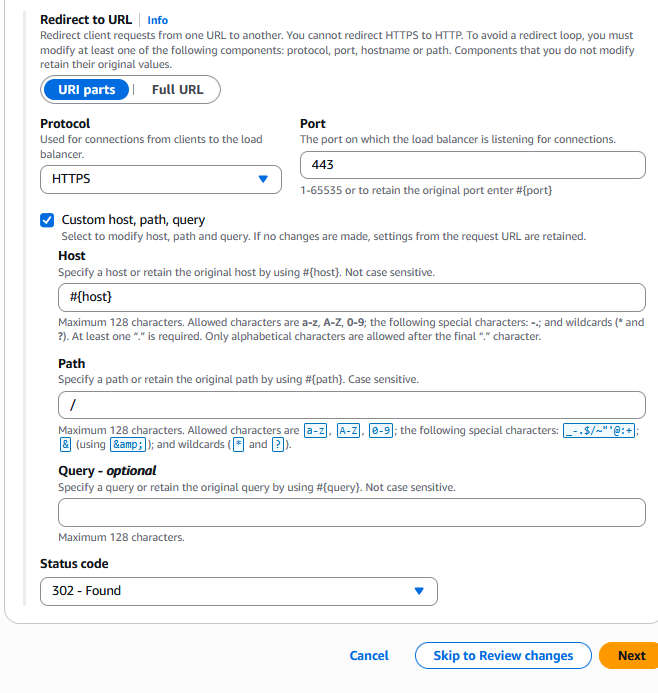 Redirect to URL | Info
Redirect client requests from one URL to another. You cannot redirect HTTPS to HTTP. To avoid a redirect loop, you must
modify at least one of the following components: protocol, port, hostname or path. Components that you do not modify
retain their original values.
URI parts | Full URL
Protocol
Used for connections from clients to the load
balancer.
HTTPS
Port
The port on which the load balancer is listening for connections.
443
1-65535 or to retain the original port enter #{port}
Custom host, path, query
Select to modify host, path and query. If no changes are made, settings from the request URL are retained.
Host
Specify a host or retain the original host by using #{host}. Not case sensitive.
#{host}
Maximum 128 characters. Allowed characters are a-z, A-Z, 0-9; the following special characters: -.; and wildcards (* and
?). At least one “.” is required. Only alphabetical characters are allowed after the final “.” character.
Path
Specify a path or retain the original path by using #{path}. Case sensitive.
/
Maximum 128 characters. Allowed characters are a-z, A-Z, 0-9; the following special characters: _-.$/~"'@:+;
& (using &amp;); and wildcards (* and ?).
Query - optional
Specify a query or retain the original query by using #{query}. Not case sensitive.
Maximum 128 characters.
Status code
302 - Found
Cancel
Skip to Review changes
Next